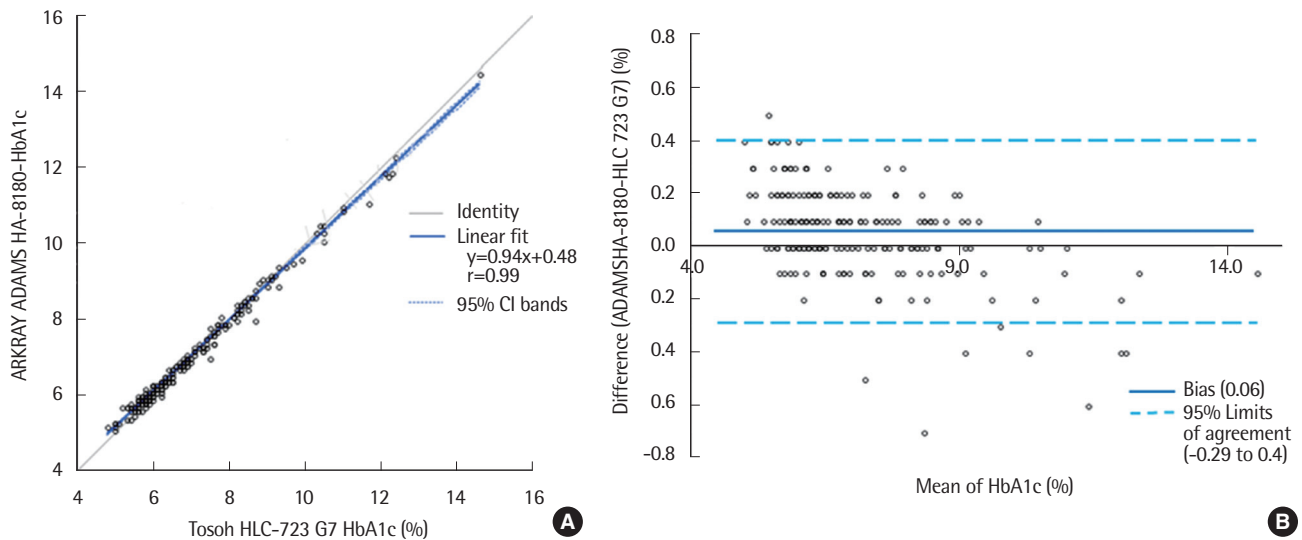 16
14
12
10
8
6
4
ARKRAY ADAMS HA-8180-HbA1c
4 6 8 10 12 14 16
Tosoh HLC-723 G7 HbA1c (%)
Identity
Linear fit
y=0.94x+0.48
r=0.99
95% CI bands
A
0.8
0.6
0.4
0.2
0.0
0.2
0.4
0.6
-0.8
Difference (ADAMSHA-8180-HLC 723 G7) (%)
4.0 9.0 14.0
Mean of HbA1c (%)
Bias (0.06)
95% Limits
of agreement
(-0.29 to 0.4)
B